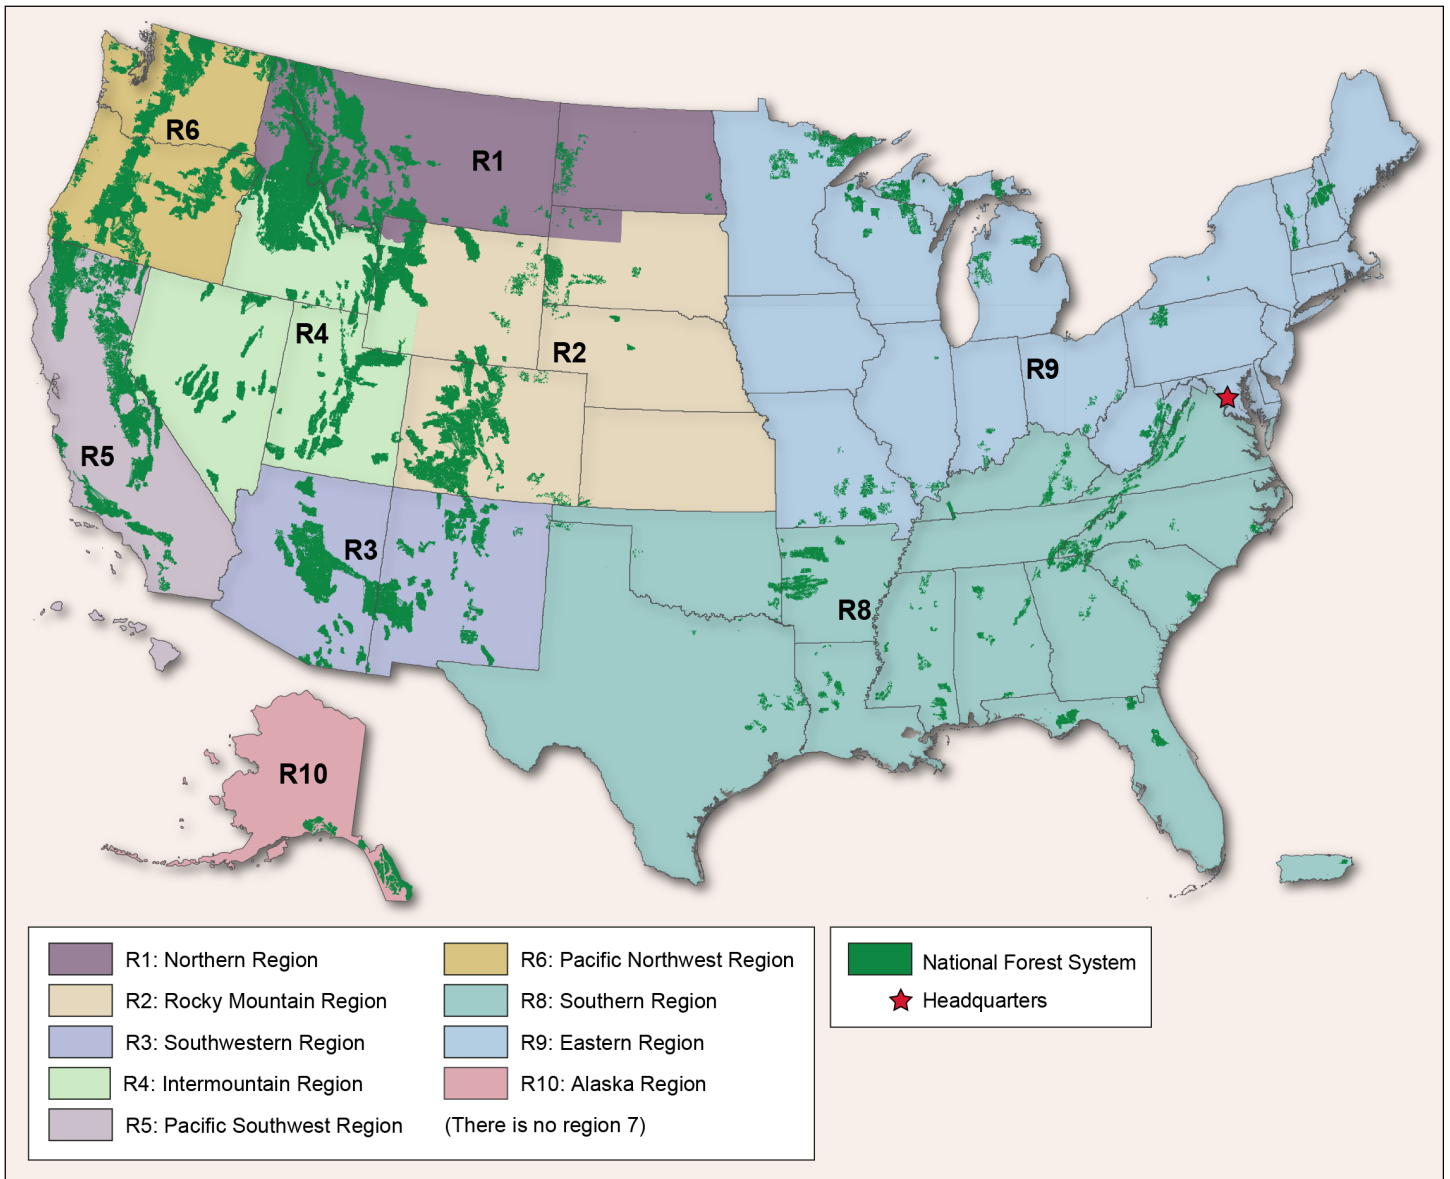 R6
R1
R4
R2
R9
R5
R3
R8
R10
R1: Northern Region
R2: Rocky Mountain Region
R3: Southwestern Region
R4: Intermountain Region
R5: Pacific Southwest Region
R6: Pacific Northwest Region
R8: Southern Region
R9: Eastern Region
R10: Alaska Region
(There is no region 7)
National Forest System
Headquarters